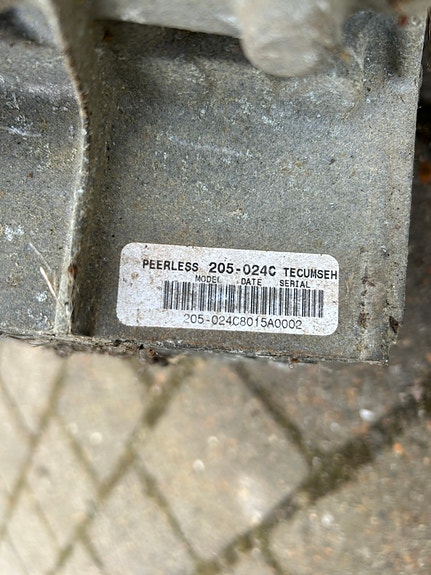 PEERLESS 205-024C TECUMSEH
MODEL DATE SERIAL
205-024C8015A0002